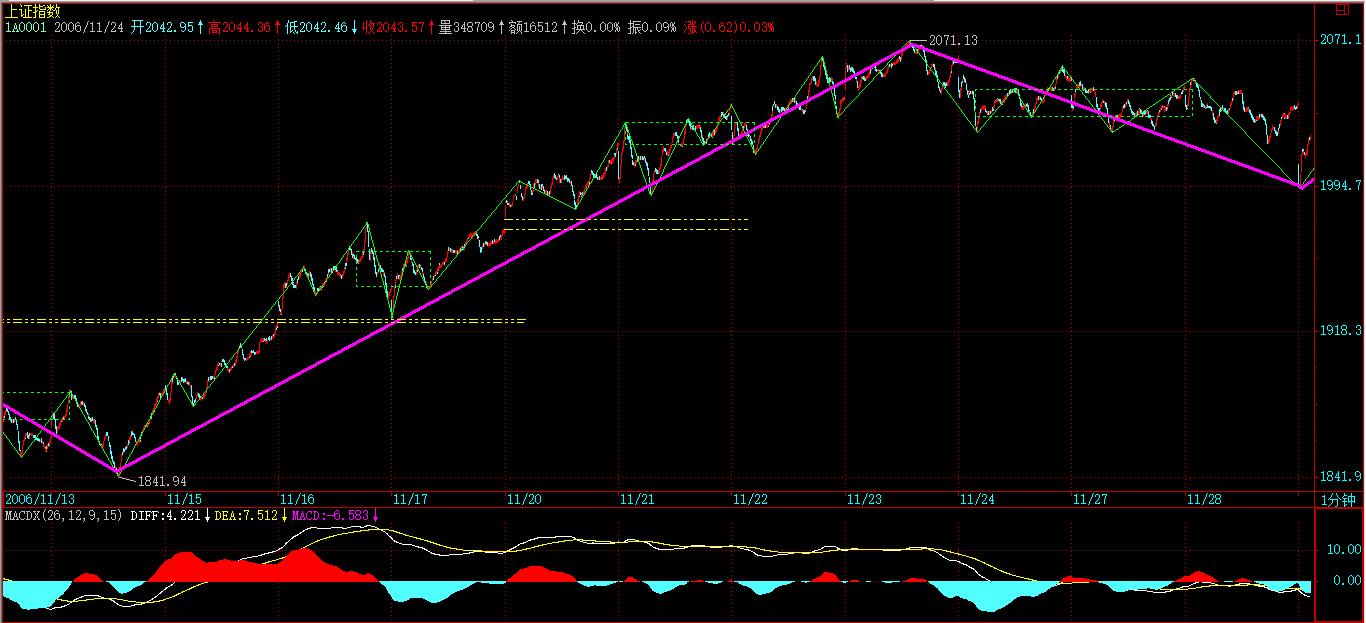 上证指数
1A0001 2006/11/24 开2042.95↑高2044.36↑低2042.46↓收2043.57↑量348709↑额16512↑换0.00% 振0.09% 涨(0.62)0.03%
2071.13
2071.1
1994.7
1918.3
1841.94
1841.9
2006/11/13 11/15 11/16 11/17 11/20 11/21 11/22 11/23 11/24 11/27 11/28 1分钟
MACDX(26,12,9,15) DIFF:4.221↓DEA:7.512↓MACD:-6.583↓
10.00
0.00